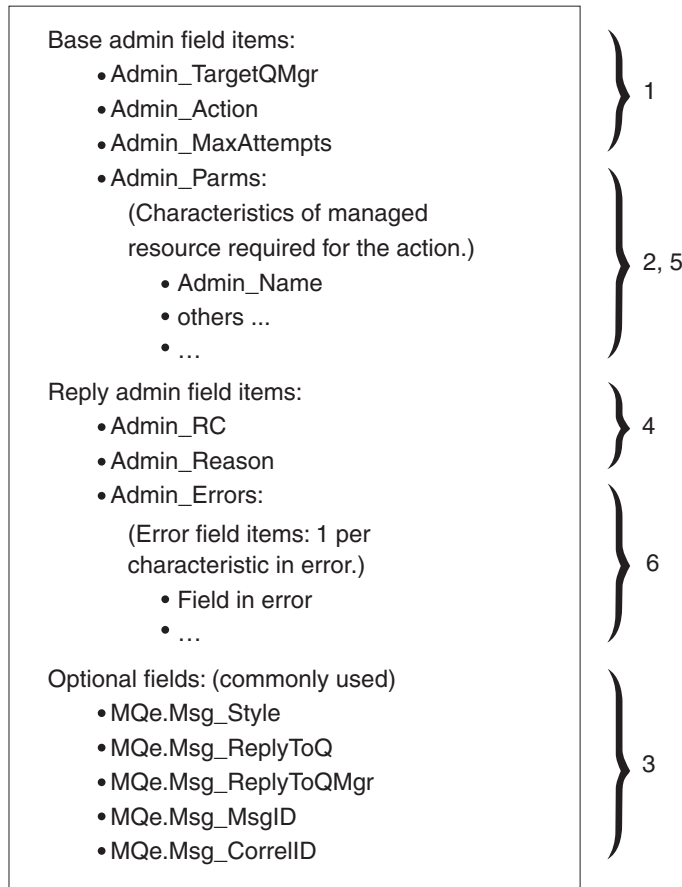 Base admin field items:
• Admin_TargetQMgr
• Admin_Action
• Admin_MaxAttempts
1
• Admin_Parms:
(Characteristics of managed
resource required for the action.)
• Admin_Name
• others ...
• ...
2, 5
Reply admin field items:
• Admin_RC
• Admin_Reason
4
• Admin_Errors:
(Error field items: 1 per
characteristic in error.)
• Field in error
• ...
6
Optional fields: (commonly used)
• MQe.Msg_Style
• MQe.Msg_ReplyToQ
• MQe.Msg_ReplyToQMgr
• MQe.Msg_MsgID
• MQe.Msg_CorrelID
3